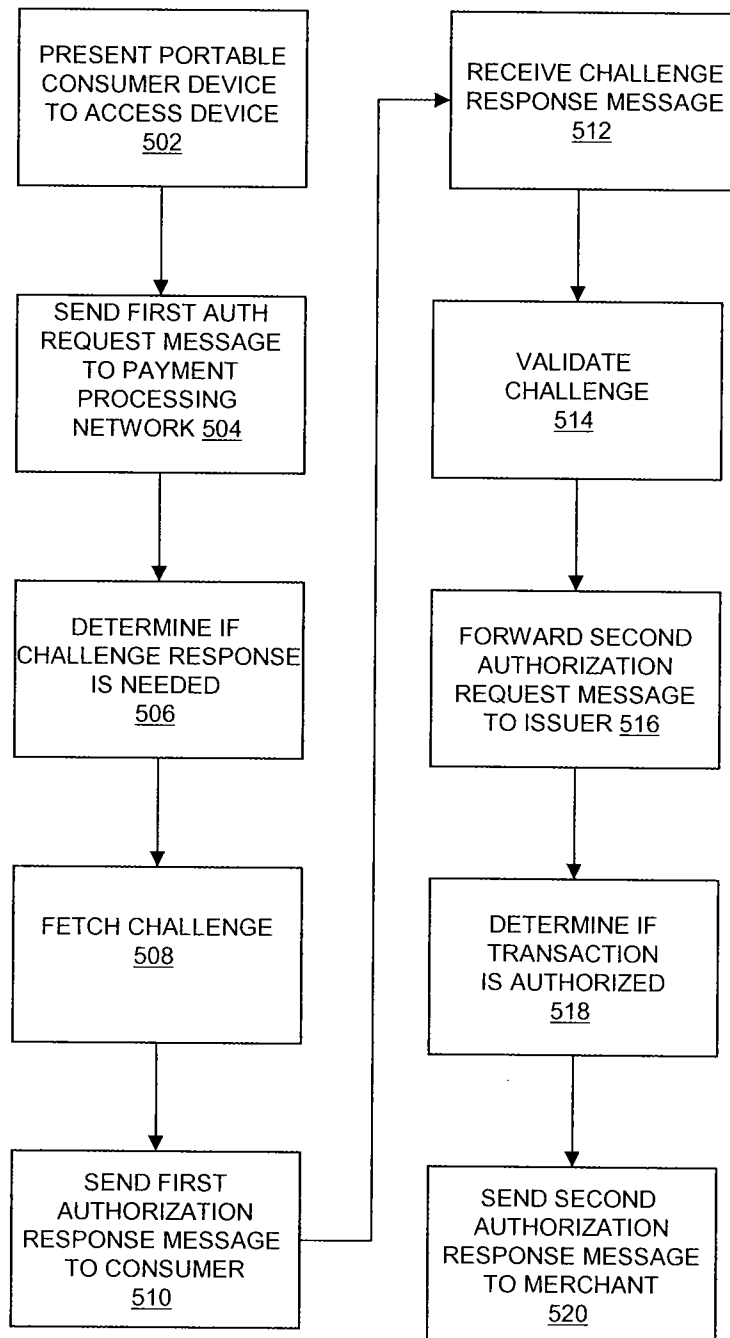 PRESENT PORTABLE
CONSUMER DEVICE
TO ACCESS DEVICE
502
SEND FIRST AUTH
REQUEST MESSAGE
TO PAYMENT
PROCESSING
NETWORK 504
DETERMINE IF
CHALLENGE RESPONSE
IS NEEDED
506
FETCH CHALLENGE
508
SEND FIRST
AUTHORIZATION
RESPONSE MESSAGE
TO CONSUMER
510
RECEIVE CHALLENGE
RESPONSE MESSAGE
512
VALIDATE
CHALLENGE
514
FORWARD SECOND
AUTHORIZATION
REQUEST MESSAGE
TO ISSUER 516
DETERMINE IF
TRANSACTION
IS AUTHORIZED
518
SEND SECOND
AUTHORIZATION
RESPONSE MESSAGE
TO MERCHANT
520